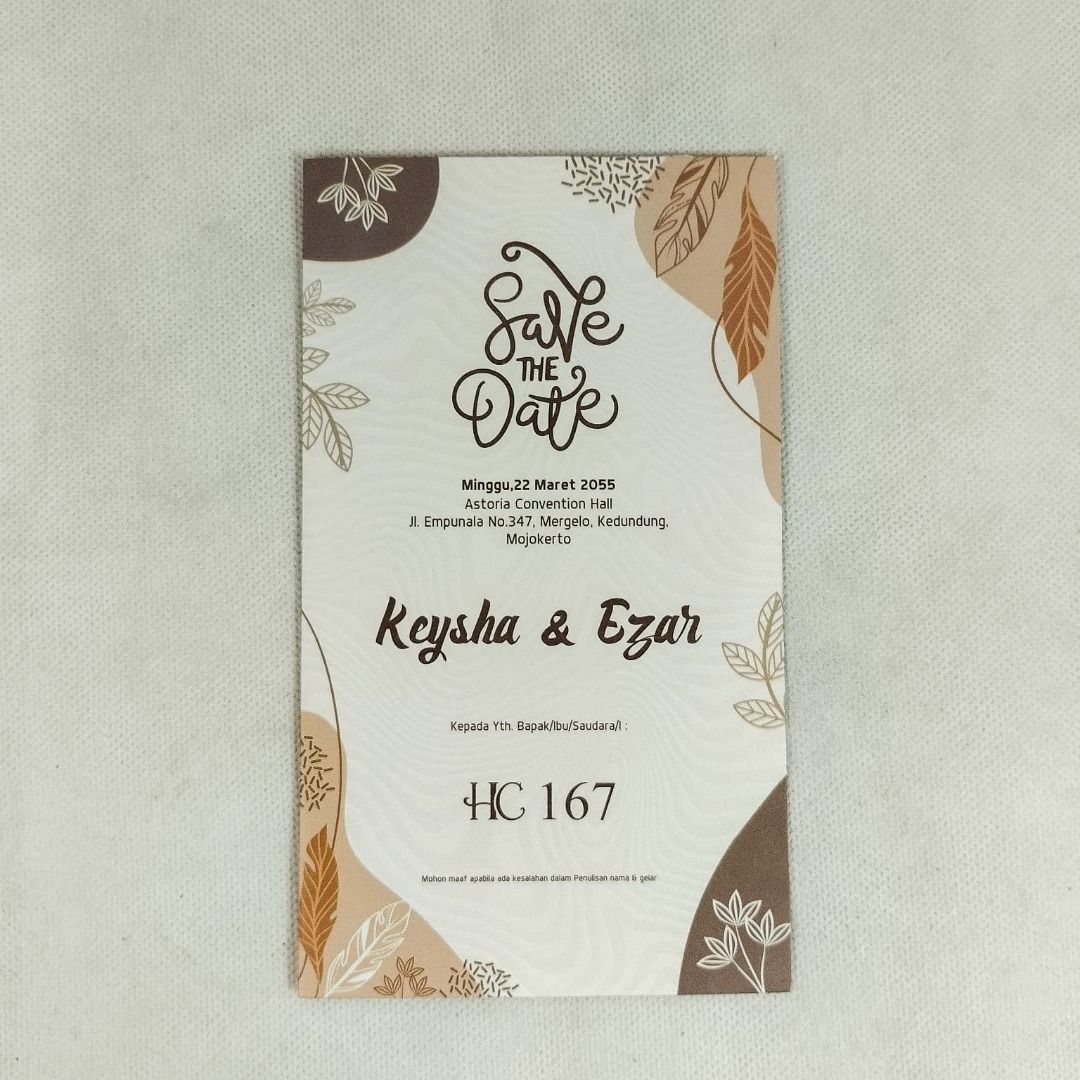 Save
THE
Date
Minggu,22 Maret 2055
Astoria Convention Hall
Jl. Empunala No.347, Mergelo, Kedundung,
Mojokerto
Keysha & Ezar
Kepada Yth. Bapak/Ibu/Saudara/I :
HC 167
Mohon maaf apabila ada kesalahan dalam Penulisan nama & gelar